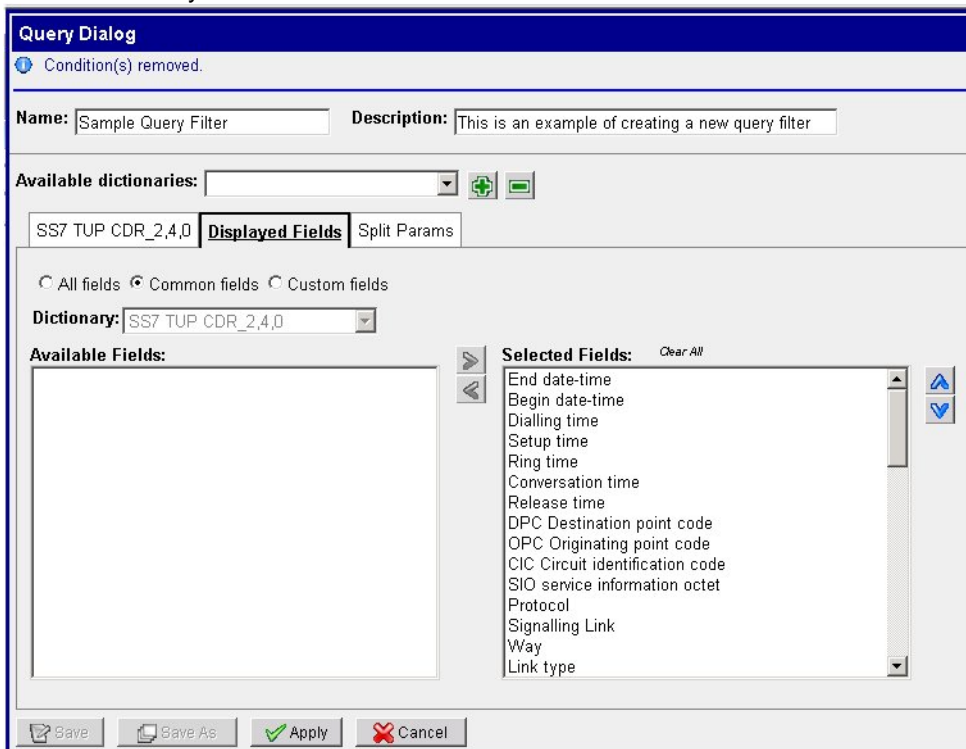 Query Dialog
Condition(s) removed.
Name: Sample Query Filter Description: This is an example of creating a new query filter
Available dictionaries:
SS7 TUP CDR_2,4,0 Displayed Fields Split Params
All fields Common fields Custom fields
Dictionary: SS7 TUP CDR_2,4,0
Available Fields: Selected Fields: Clear All
End date-time
Begin date-time
Dialling time
Setup time
Ring time
Conversation time
Release time
DPC Destination point code
OPC Originating point code
CIC Circuit identification code
SIO service information octet
Protocol
Signalling Link
Way
Link type
Save Save As Apply Cancel